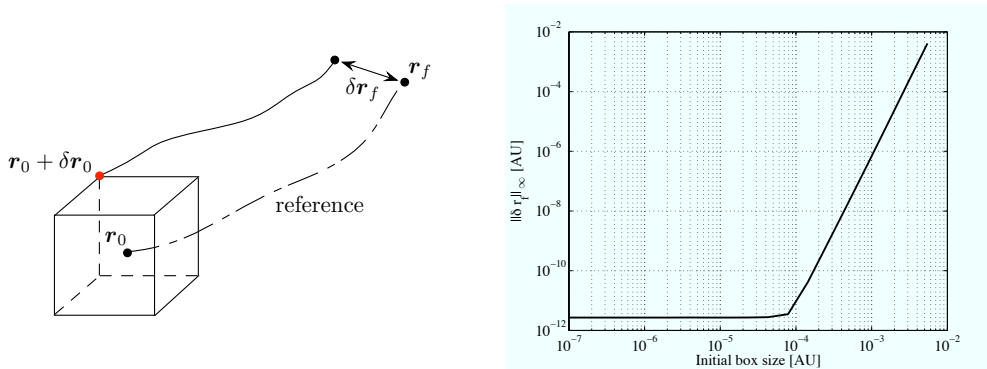 r_f
δr_f
r_0 + δr_0
r_0
reference
||δ r_f||_∞ [AU]
10^−2
10^−4
10^−6
10^−8
10^−10
10^−12
10^−7
10^−6
10^−5
10^−4
10^−3
10^−2
Initial box size [AU]